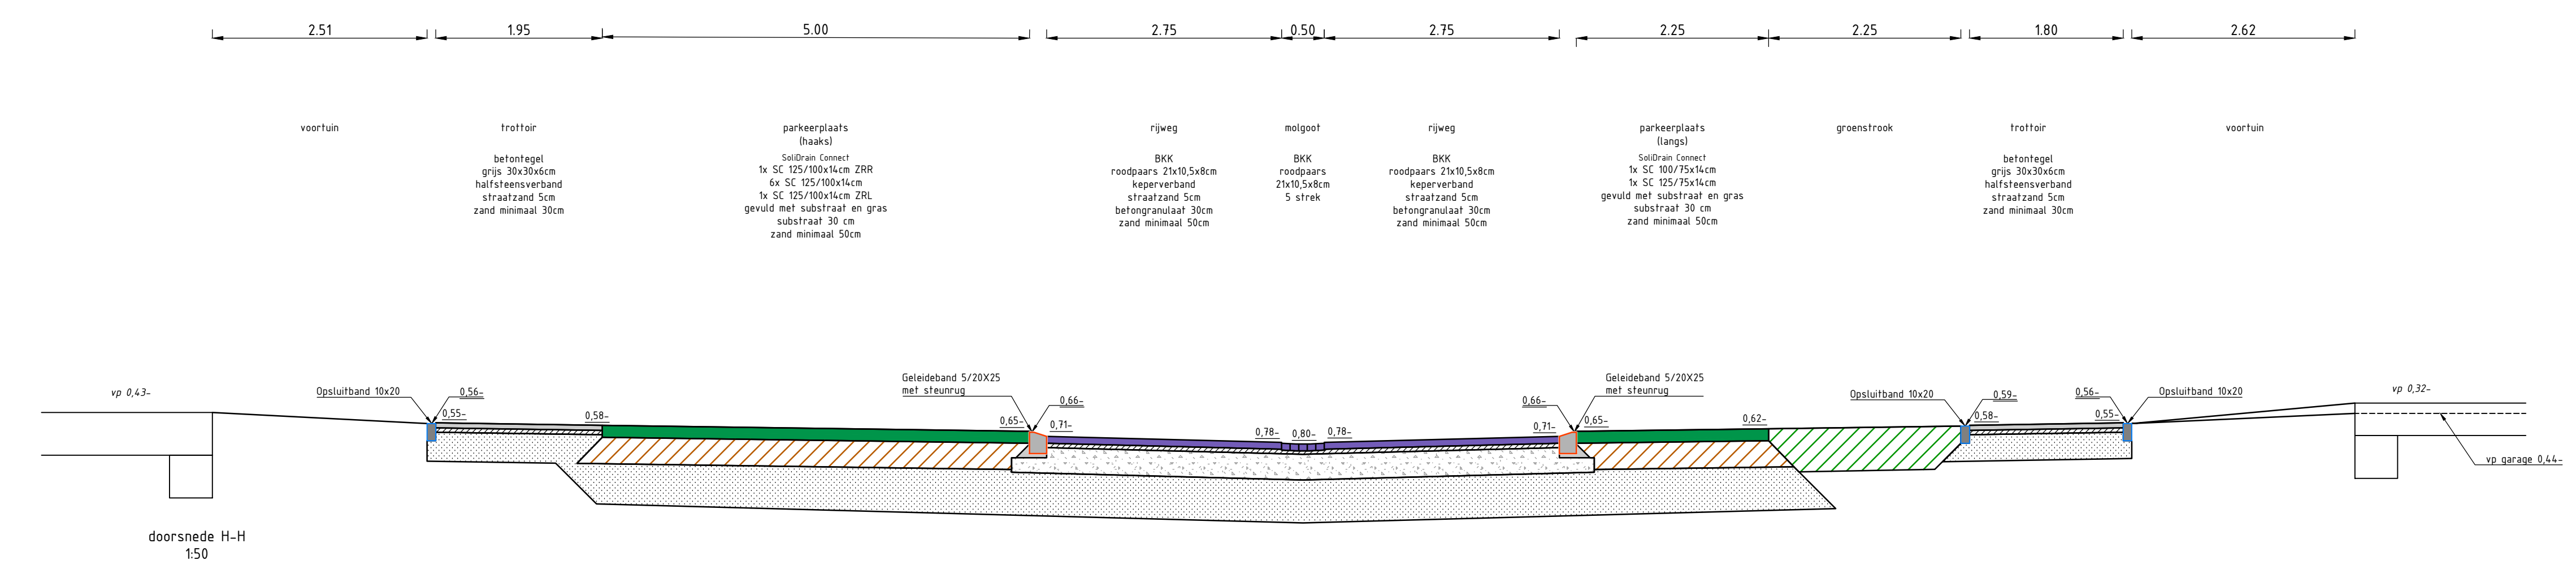 2.51
1.95
5.00
2.75
0.50
2.75
2.25
2.25
1.80
2.62
voortuin
trottoir
betontegel
grijs 30x30x6cm
halfsteensverband
straatzand 5cm
zand minimaal 30cm
parkeerplaats
(haaks)
SoliDrain Connect
1x SC 125/100x14cm ZRR
6x SC 125/100x14cm
1x SC 125/100x14cm ZRL
gevuld met substraat en gras
substraat 30 cm
zand minimaal 50cm
rijweg
BKK
roodpaars 21x10,5x8cm
keperverband
straatzand 5cm
betongranulaat 30cm
zand minimaal 50cm
molgoot
BKK
roodpaars
21x10,5x8cm
5 strek
rijweg
BKK
roodpaars 21x10,5x8cm
keperverband
straatzand 5cm
betongranulaat 30cm
zand minimaal 50cm
parkeerplaats
(langs)
SoliDrain Connect
1x SC 100/75x14cm
1x SC 125/75x14cm
gevuld met substraat en gras
substraat 30 cm
zand minimaal 50cm
groenstrook
trottoir
betontegel
grijs 30x30x6cm
halfsteensverband
straatzand 5cm
zand minimaal 30cm
voortuin
vp 0,43-
Opsluitband 10x20
0,56-
0,55-
0,58-
Geleideband 5/20X25
met steunrug
0,65-
0,66-
0,71-
0,78-
0,80-
0,78-
0,66-
0,71-
Geleideband 5/20X25
met steunrug
0,65-
0,62-
Opsluitband 10x20
0,59-
0,58-
0,56-
0,55-
Opsluitband 10x20
vp 0,32-
vp garage 0,44-
doorsnede H-H
1:50